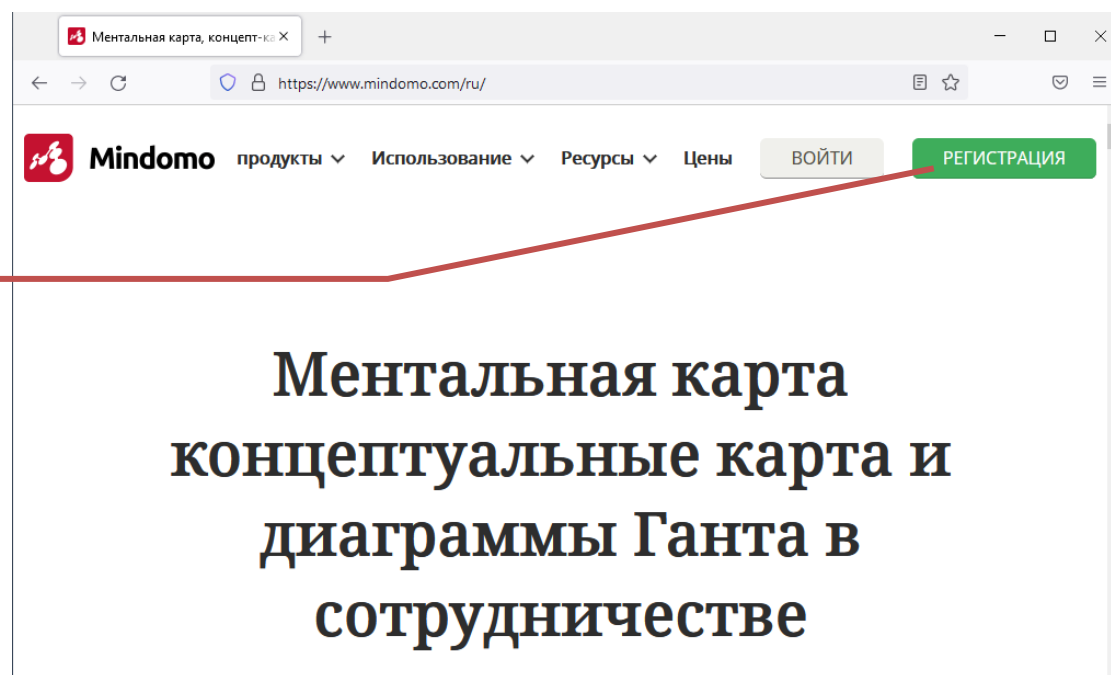 Ментальная карта, концепт-ка
https://www.mindomo.com/ru/
Mindomo продукты Использование Ресурсы Цены ВОЙТИ РЕГИСТРАЦИЯ
Ментальная карта
концептуальные карта и
диаграммы Ганта в
сотрудничестве